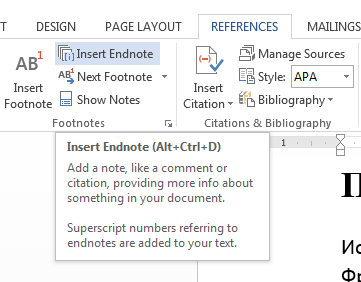 DESIGN PAGE LAYOUT REFERENCES MAILINGS
AB1 Insert Footnote
Insert Endnote
Next Footnote
Show Notes
Footnotes
Insert Citation
Manage Sources
Style: APA
Bibliography
Citations & Bibliography
1
Insert Endnote (Alt+Ctrl+D)
Add a note, like a comment or
citation, providing more info about
something in your document.
Superscript numbers referring to
endnotes are added to your text.
Ис